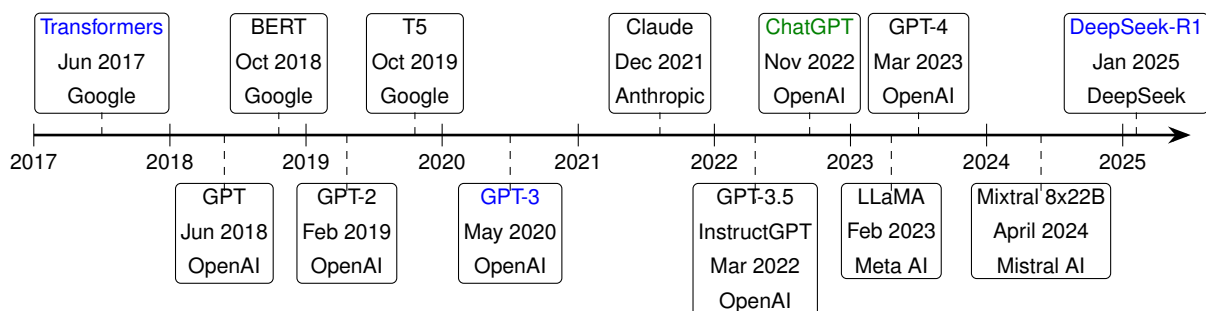 Transformers
Jun 2017
Google
BERT
Oct 2018
Google
T5
Oct 2019
Google
Claude
Dec 2021
Anthropic
ChatGPT
Nov 2022
OpenAI
GPT-4
Mar 2023
OpenAI
DeepSeek-R1
Jan 2025
DeepSeek
2017 2018 2019 2020 2021 2022 2023 2024 2025
GPT
Jun 2018
OpenAI
GPT-2
Feb 2019
OpenAI
GPT-3
May 2020
OpenAI
GPT-3.5
InstructGPT
Mar 2022
OpenAI
LLaMA
Feb 2023
Meta AI
Mixtral 8x22B
April 2024
Mistral AI